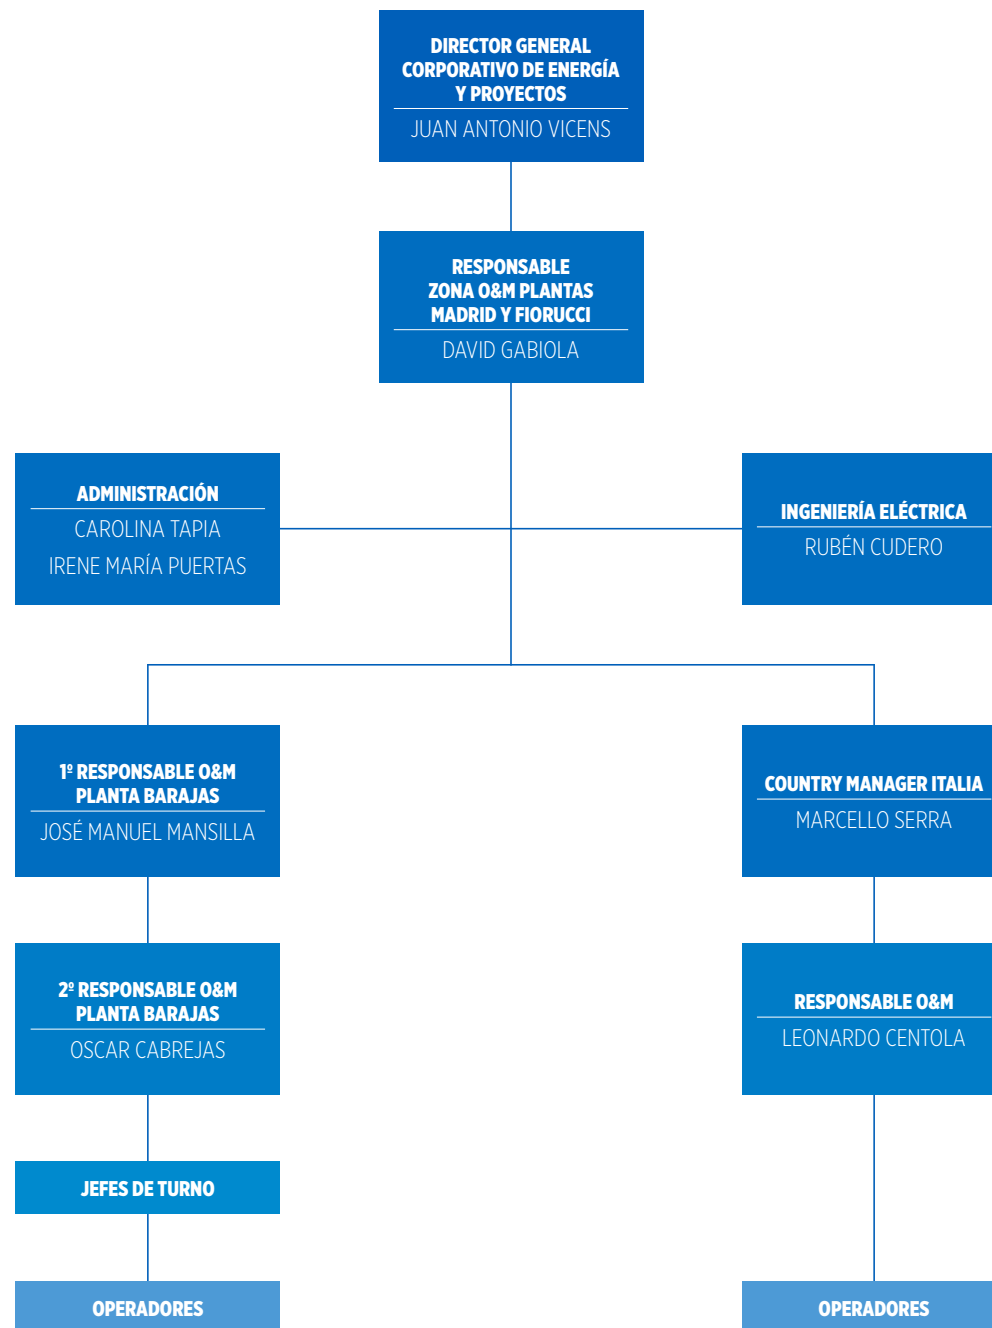 DIRECTOR GENERAL
CORPORATIVO DE ENERGÍA
Y PROYECTOS
JUAN ANTONIO VICENS
RESPONSABLE
ZONA O&M PLANTAS
MADRID Y FIORUCCI
DAVID GABIOLA
ADMINISTRACIÓN
CAROLINA TAPIA
IRENE MARÍA PUERTAS
INGENIERÍA ELÉCTRICA
RUBÉN CUDERO
1º RESPONSABLE O&M
PLANTA BARAJAS
JOSÉ MANUEL MANSILLA
COUNTRY MANAGER ITALIA
MARCELLO SERRA
2º RESPONSABLE O&M
PLANTA BARAJAS
OSCAR CABREJAS
RESPONSABLE O&M
LEONARDO CENTOLA
JEFES DE TURNO
OPERADORES
OPERADORES